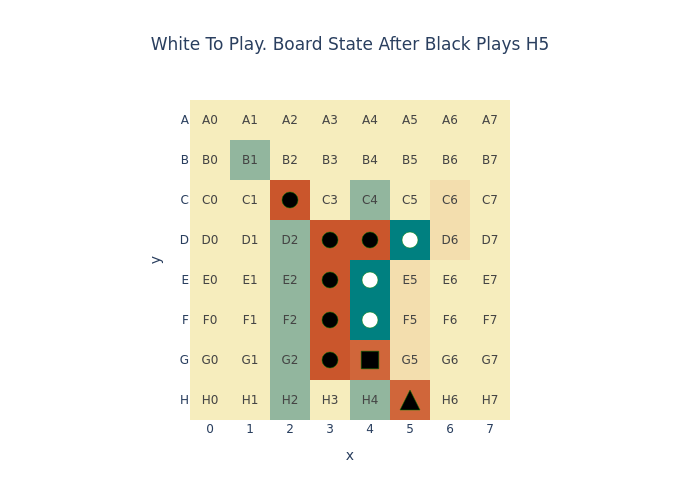 White To Play. Board State After Black Plays H5
A A0 A1 A2 A3 A4 A5 A6 A7
B B0 B1 B2 B3 B4 B5 B6 B7
C C0 C1 C3 C4 C5 C6 C7
D D0 D1 D2 D6 D7
y
E E0 E1 E2 E5 E6 E7
F F0 F1 F2 F5 F6 F7
G G0 G1 G2 G5 G6 G7
H H0 H1 H2 H3 H4 H6 H7
0 1 2 3 4 5 6 7
x